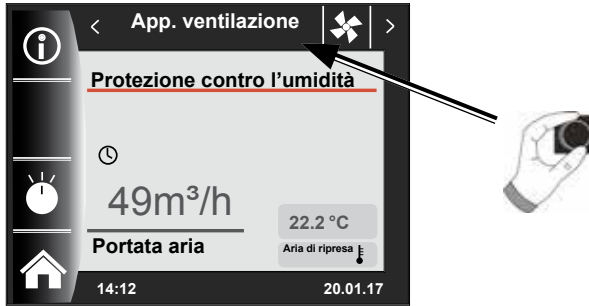 App. ventilazione
Protezione contro l'umidità
49m³/h
22.2 °C
Portata aria
Aria di ripresa
14:12
20.01.17